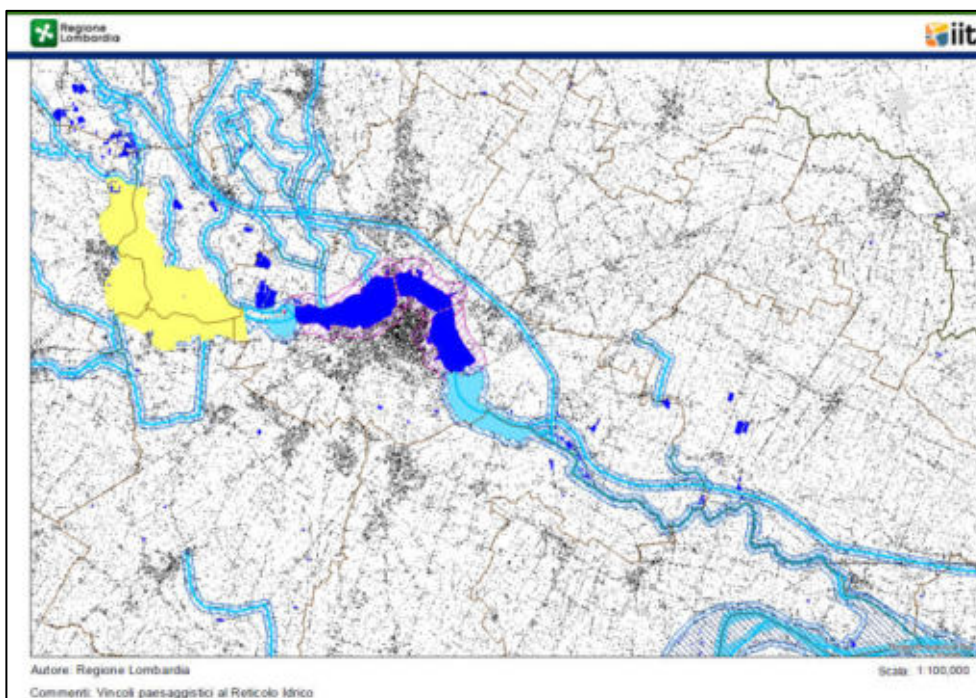 Regione
Lombardia
iit
Autore: Regione Lombardia
Scala: 1:100,000
Commenti: Vincoli paesaggistici al Reticolo Idrico